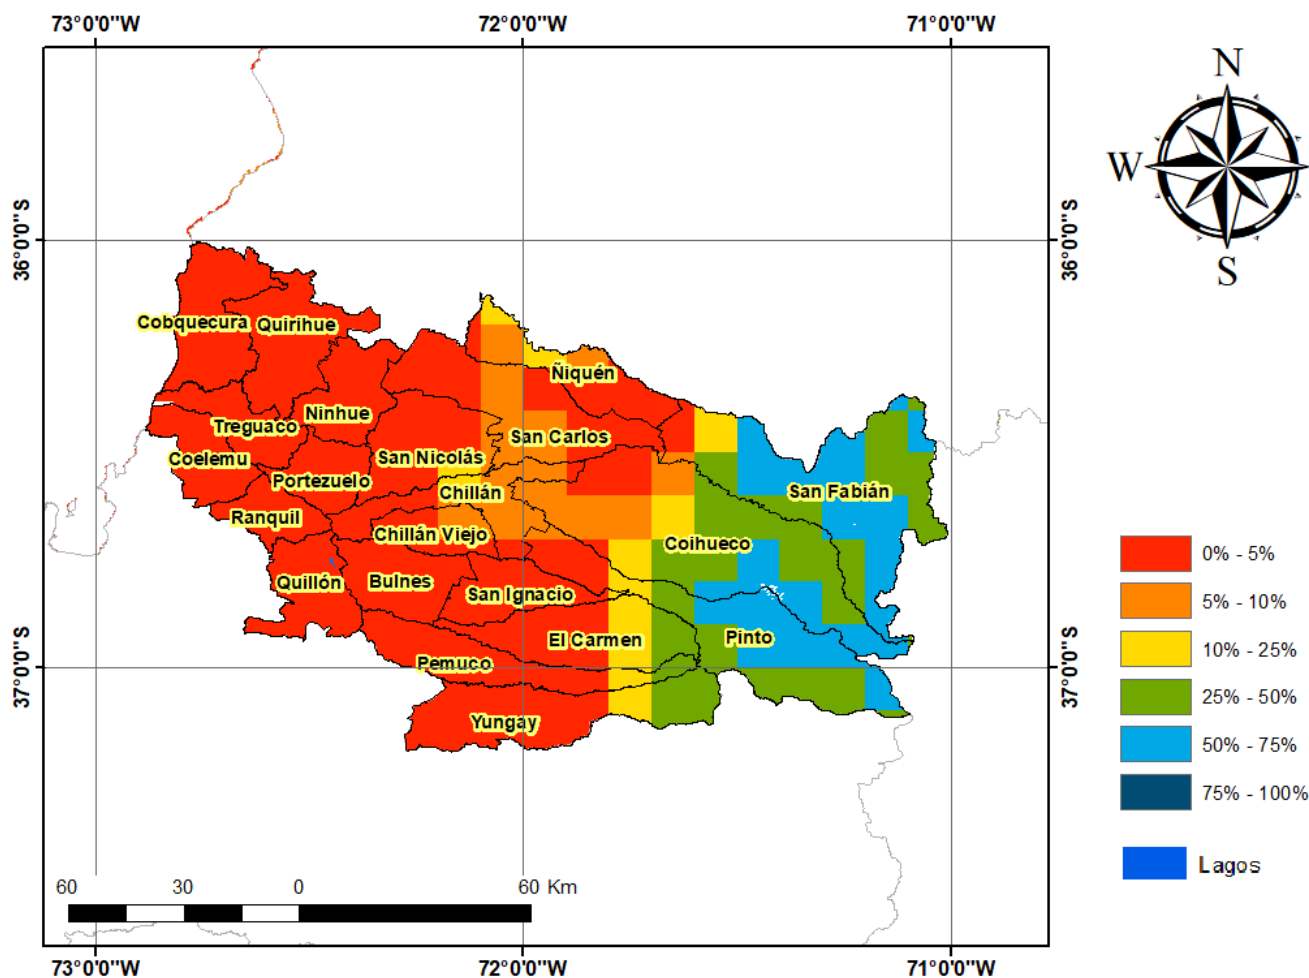 73°0'0"W 72°0'0"W 71°0'0"W
N
W
S
36°0'0"S 36°0'0"S
Cobquecura Quirihue
Ñiquén
Ninhue
Treguaco San Carlos
Coelemu San Nicolás
Portezuelo Chillán San Fabián
Ranquil
Chillán Viejo Coihueco
Quillón Bulnes San Ignacio
El Carmen Pinto
Pemuco
37°0'0"S 37°0'0"S
Yungay
0% - 5%
5% - 10%
10% - 25%
25% - 50%
50% - 75%
75% - 100%
Lagos
60 30 0 60 Km
73°0'0"W 72°0'0"W 71°0'0"W